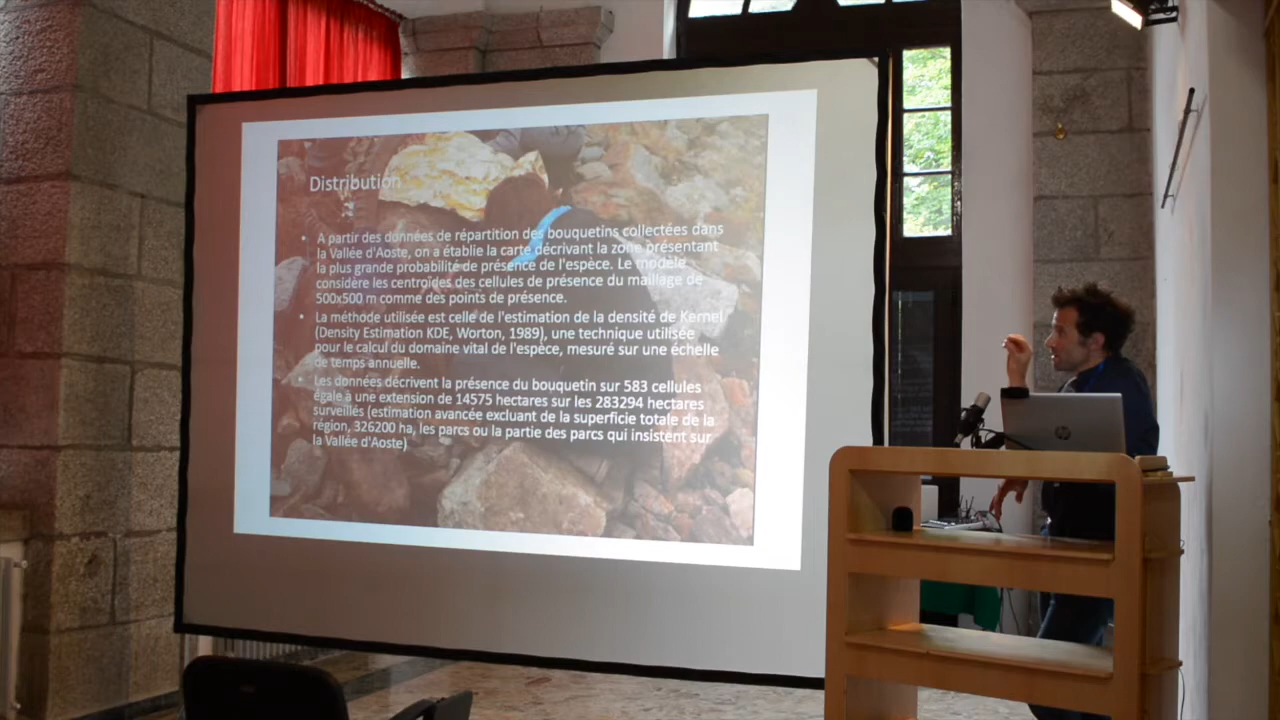 Distribution
• A partir des données de répartition des bouquetins collectées dans
la Vallée d'Aoste, on a établie la carte décrivant la zone présentant
la plus grande probabilité de présence de l'espèce. Le modèle
considère les centroïdes des cellules de présence du maillage de
500x500 m comme des points de présence.
• La méthode utilisée est celle de l'estimation de la densité de Kernel
(Density Estimation KDE, Worton, 1989), une technique utilisée
pour le calcul du domaine vital de l'espèce, mesuré sur une échelle
de temps annuelle.
• Les données décrivent la présence du bouquetin sur 583 cellules
égale à une extension de 14575 hectares sur les 283294 hectares
surveillés (estimation avancée excluant de la superficie totale de la
région, 326200 ha, les parcs ou la partie des parcs qui insistent sur
la Vallée d'Aoste)
hp